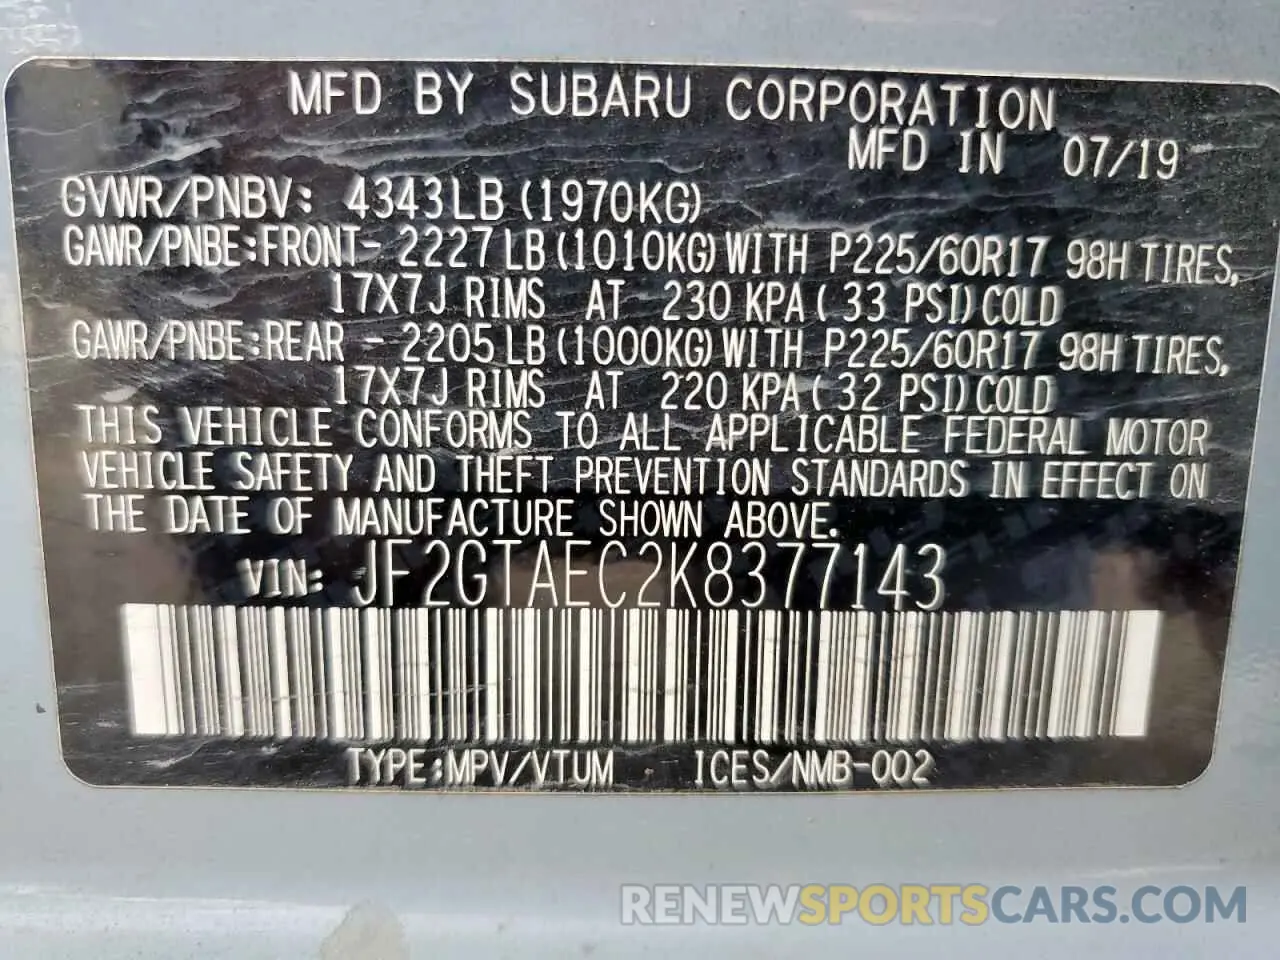 MFD BY SUBARU CORPORATION
MFD IN 07/19
GVWR/PNBV: 4343LB (1970KG)
GAWR/PNBE:FRONT- 2227 LB (1010KG) WITH P225/60R17 98H TIRES,
17X7J RIMS AT 230 KPA ( 33 PSI) COLD
GAWR/PNBE:REAR - 2205 LB (1000KG) WITH P225/60R17 98H TIRES,
17X7J RIMS AT 220 KPA ( 32 PSI) COLD
THIS VEHICLE CONFORMS TO ALL APPLICABLE FEDERAL MOTOR
VEHICLE SAFETY AND THEFT PREVENTION STANDARDS IN EFFECT ON
THE DATE OF MANUFACTURE SHOWN ABOVE.
VIN: JF2GTAEC2K8377143
TYPE:MPV/VTUM ICES/NMB-002
RENEWSPORTSCARS.COM